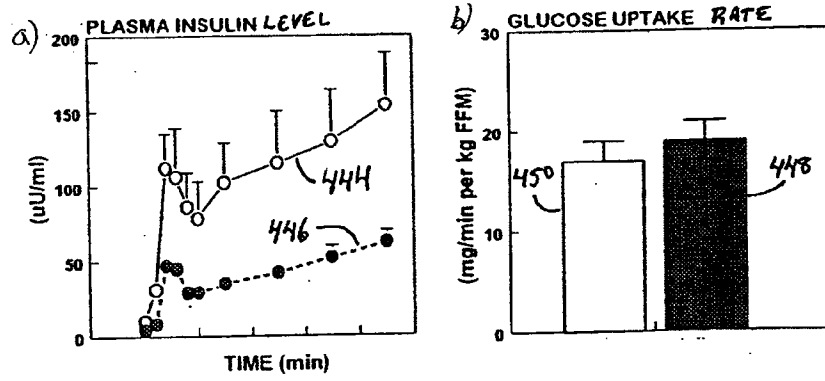 a) PLASMA INSULIN LEVEL
200
150
100
50
0
(uU/ml)
444
446
TIME (min)
b) GLUCOSE UPTAKE RATE
30
20
10
0
(mg/min per kg FFM)
450
448